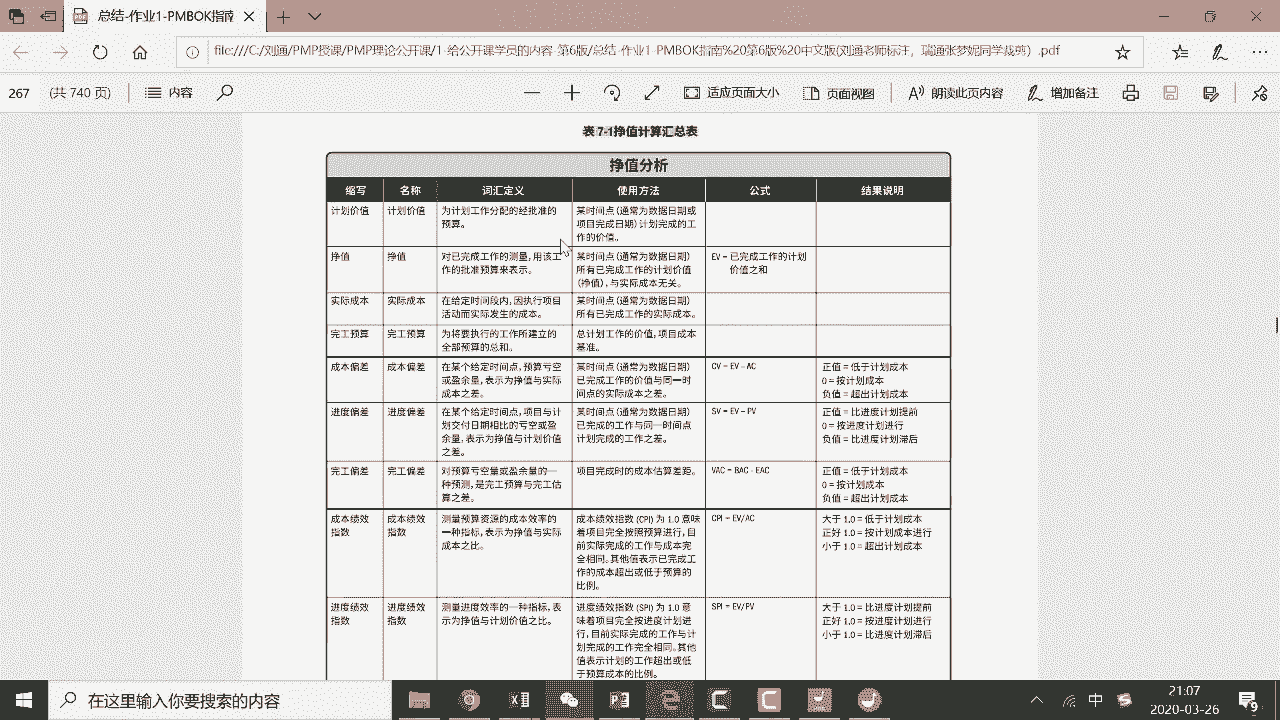 总结-作业1-PMBOK指南
file:///C:/刘通/PMP授课/PMP理论公开课/1-给公开课学员的内容-第6版/总结-作业1-PMBOK指南%20第6版%20中文版(刘通老师标注，瑞通张梦妮同学裁剪）.pdf
267 (共 740 页) 内容 适应页面大小 页面视图 朗读此页内容 增加备注
表 7-1挣值计算汇总表
挣值分析
缩写 名称 词汇定义 使用方法 公式 结果说明
计划价值 计划价值 为计划工作分配的经批准的 某时间点（通常为数据日期或
预算。 项目完成日期）计划完成的工
作的价值。
挣值 挣值 对已完成工作的测量，用该工 某时间点（通常为数据日期） EV = 已完成工作的计划
作的批准预算来表示。 所有已完成工作的计划价值 价值之和
（挣值），与实际成本无关。
实际成本 实际成本 在给定时间段内，因执行项目 某时间点（通常为数据日期）
活动而实际发生的成本。 所有已完成工作的实际成本。
完工预算 完工预算 为将要执行的工作所建立的 总计划工作的价值，项目成本
全部预算的总和。 基准。
成本偏差 成本偏差 在某个给定时间点，预算亏空 某时间点（通常为数据日期） CV = EV - AC 正值 = 低于计划成本
或盈余量，表示为挣值与实际 已完成工作的价值与同一时 0 = 按计划成本
成本之差。 间点的实际成本之差。 负值 = 超出计划成本
进度偏差 进度偏差 在某个给定时间点，项目与计 某时间点（通常为数据日期） SV = EV - PV 正值 = 比进度计划提前
划交付日期相比的亏空或盈 已完成的工作与同一时间点 0 = 按进度计划进行
余量，表示为挣值与计划价值 计划完成的工作之差。 负值 = 比进度计划滞后
之差。
完工偏差 完工偏差 对预算亏空量或盈余量的一 项目完成时的成本估算差距。 VAC = BAC - EAC 正值 = 低于计划成本
种预测，是完工预算与完工估 0 = 按计划成本
算之差。 负值 = 超出计划成本
成本绩效 成本绩效 测量预算资源的成本效率的 成本绩效指数 (CPI) 为 1.0 意味 CPI = EV/AC 大于 1.0 = 低于计划成本
指数 指数 一种指标，表示为挣值与实际 着项目完全按照预算进行，目 正好 1.0 = 按计划成本进行
成本之比。 前实际完成的工作与成本完 小于 1.0 = 超出计划成本
全相同。其他值表示已完成工
作的成本超出或低于预算的
比例。
进度绩效 进度绩效 测量进度效率的一种指标，表 进度绩效指数 (SPI) 为 1.0 意 SPI = EV/PV 大于 1.0 = 比进度计划提前
指数 指数 示为挣值与计划价值之比。 味着项目完全按进度计划进 正好 1.0 = 按进度计划进行
行，目前实际完成的工作与计 小于 1.0 = 比进度计划滞后
划完成的工作完全相同。其他
值表示计划的工作超出或低
于预算成本的比例。
在这里输入你要搜索的内容 中 21:07
2020-03-26 9